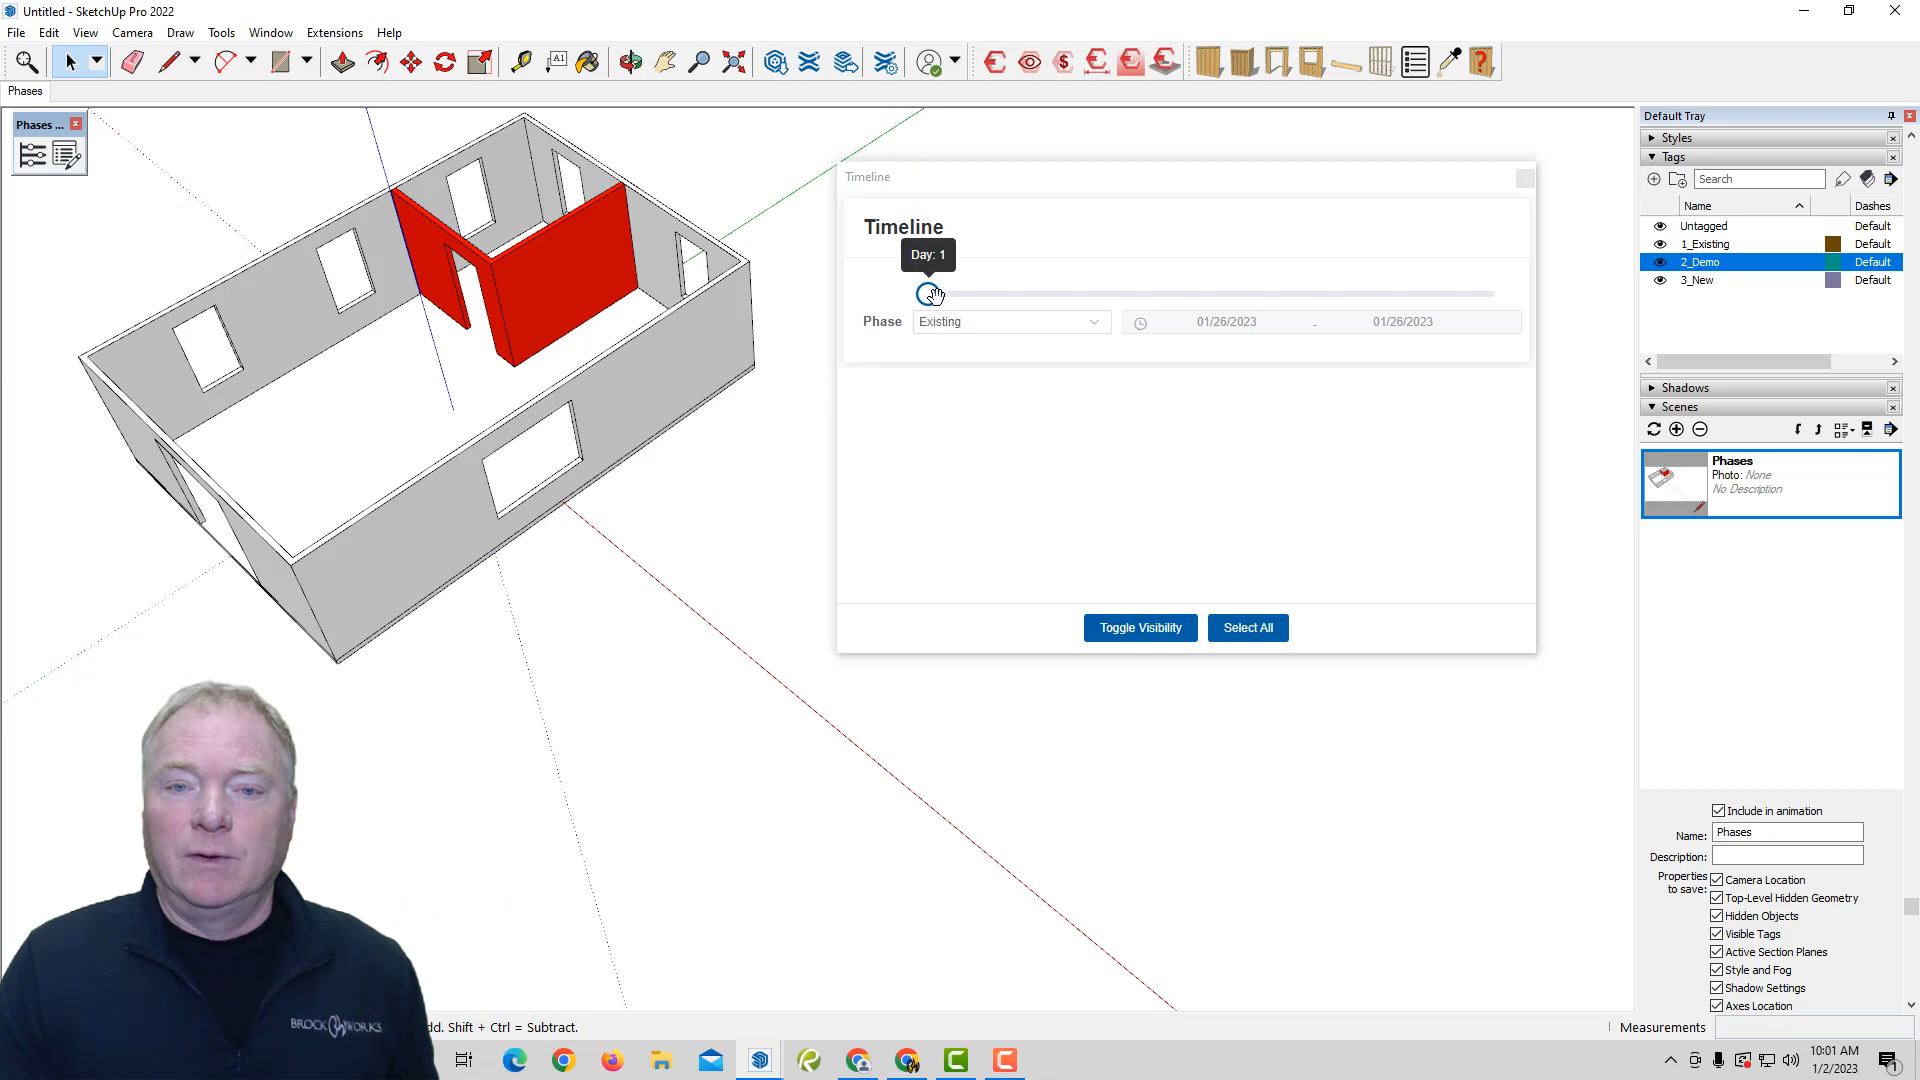 Untitled - SketchUp Pro 2022
File Edit View Camera Draw Tools Window Extensions Help
A1
$
?
Phases
Phases ...
Timeline
Timeline
Day: 1
Phase Existing 01/26/2023 - 01/26/2023
Toggle Visibility Select All
Default Tray
Styles
Tags
Search
Name Dashes
Untagged Default
1_Existing Default
2_Demo Default
3_New Default
Shadows
Scenes
Phases
Photo: None
No Description
Include in animation
Name: Phases
Description:
Properties to save:
Camera Location
Top-Level Hidden Geometry
Hidden Objects
Visible Tags
Active Section Planes
Style and Fog
Shadow Settings
Axes Location
BROCK WORKS
dd. Shift + Ctrl = Subtract.
Measurements
10:01 AM
1/2/2023
1